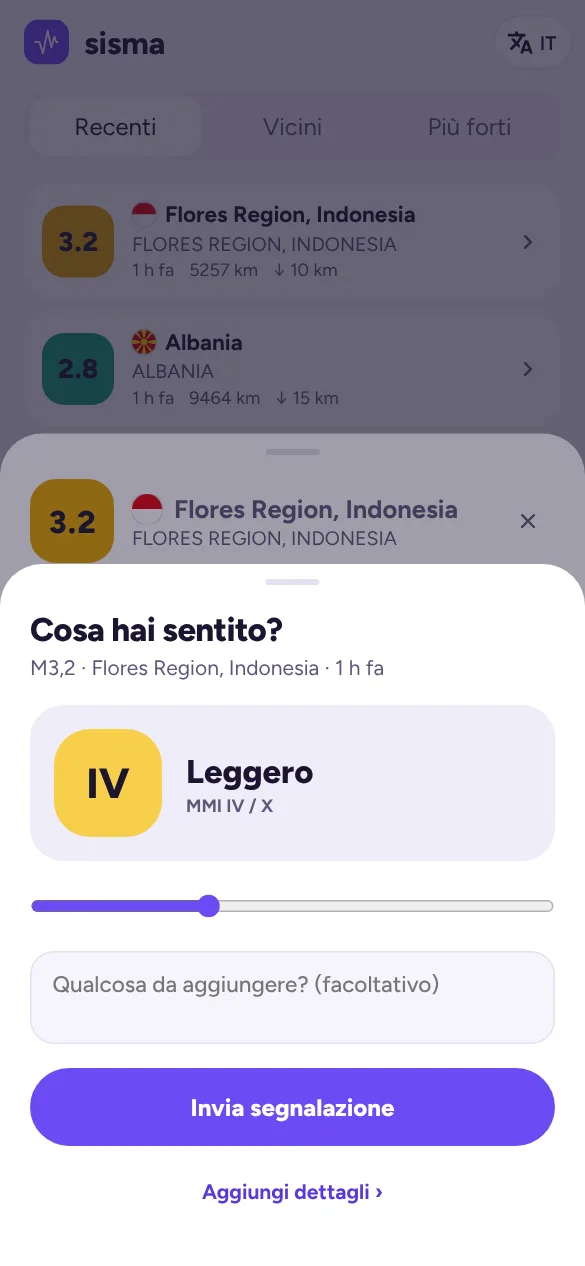 sisma
IT
Recenti
Vicini
Più forti
3.2
Flores Region, Indonesia
FLORES REGION, INDONESIA
1 h fa 5257 km ↓ 10 km
2.8
Albania
ALBANIA
1 h fa 9464 km ↓ 15 km
3.2
Flores Region, Indonesia
FLORES REGION, INDONESIA
Cosa hai sentito?
M3,2 · Flores Region, Indonesia · 1 h fa
IV
Leggero
MMI IV / X
Qualcosa da aggiungere? (facoltativo)
Invia segnalazione
Aggiungi dettagli ›